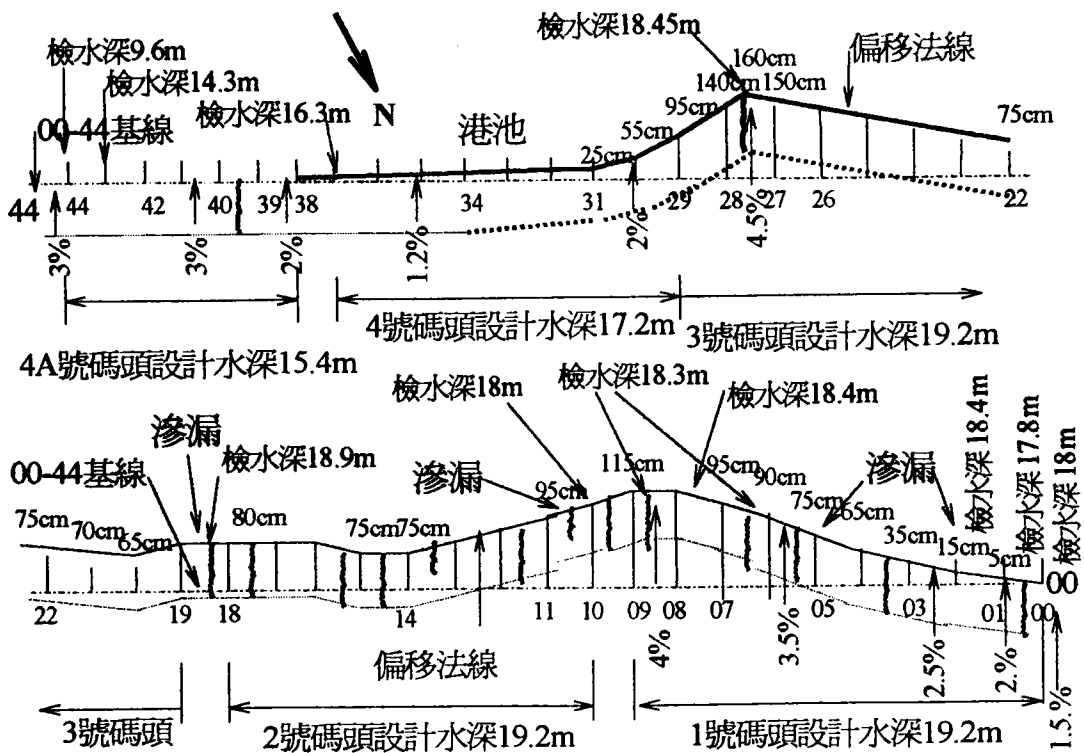 檢水深9.6m
檢水深14.3m
檢水深16.3m
N
港池
檢水深18.45m
偏移法線
00-44基線
25cm
55cm
95cm
140cm
160cm
150cm
75cm
44
44
42
40
39
38
34
31
29
28
27
26
22
3%
3%
2%
1.2%
2%
4.5%
4A號碼頭設計水深15.4m
4號碼頭設計水深17.2m
3號碼頭設計水深19.2m
檢水深18m
檢水深18.3m
檢水深18.4m
檢水深18.4m
檢水深17.8m
檢水深18m
滲漏
檢水深18.9m
滲漏
滲漏
00-44基線
75cm
70cm
65cm
80cm
75cm
75cm
95cm
115cm
95cm
90cm
75cm
65cm
35cm
15cm
5cm
00
22
19
18
14
11
10
09
08
07
05
03
01
00
4%
3.5%
2.5%
2.%
1.5.%
偏移法線
3號碼頭
2號碼頭設計水深19.2m
1號碼頭設計水深19.2m